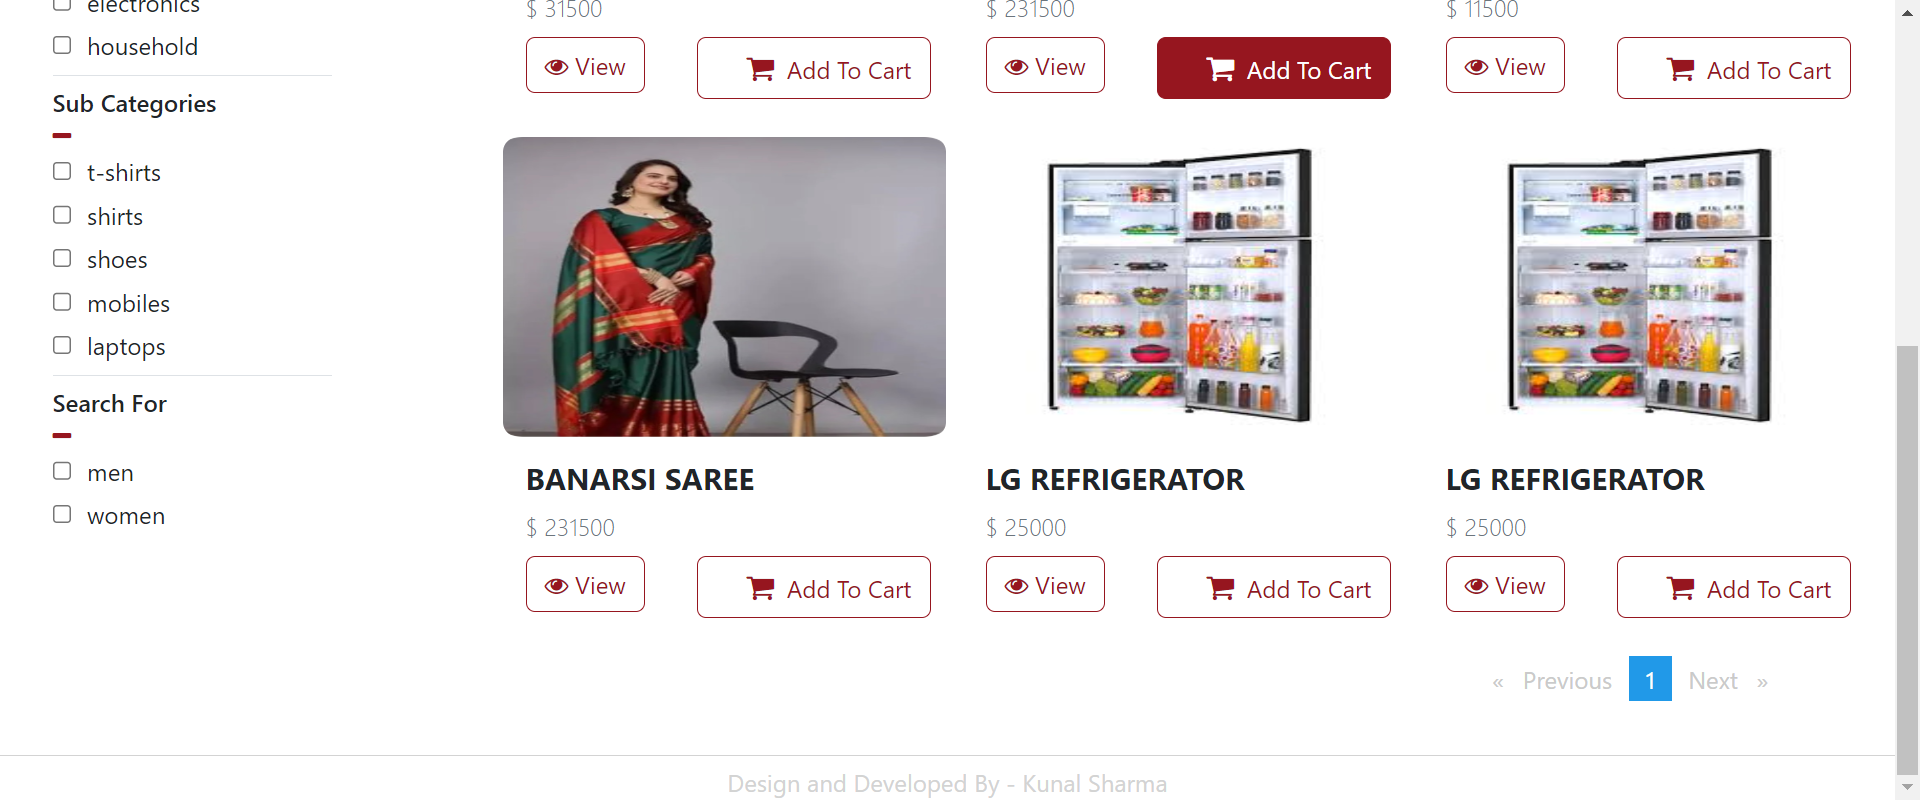 electronics
household
Sub Categories
t-shirts
shirts
shoes
mobiles
laptops
Search For
men
women
$ 31500
View
Add To Cart
$ 231500
View
Add To Cart
$ 11500
View
Add To Cart
BANARSI SAREE
$ 231500
View
Add To Cart
LG REFRIGERATOR
$ 25000
View
Add To Cart
LG REFRIGERATOR
$ 25000
View
Add To Cart
« Previous 1 Next »
Design and Developed By - Kunal Sharma